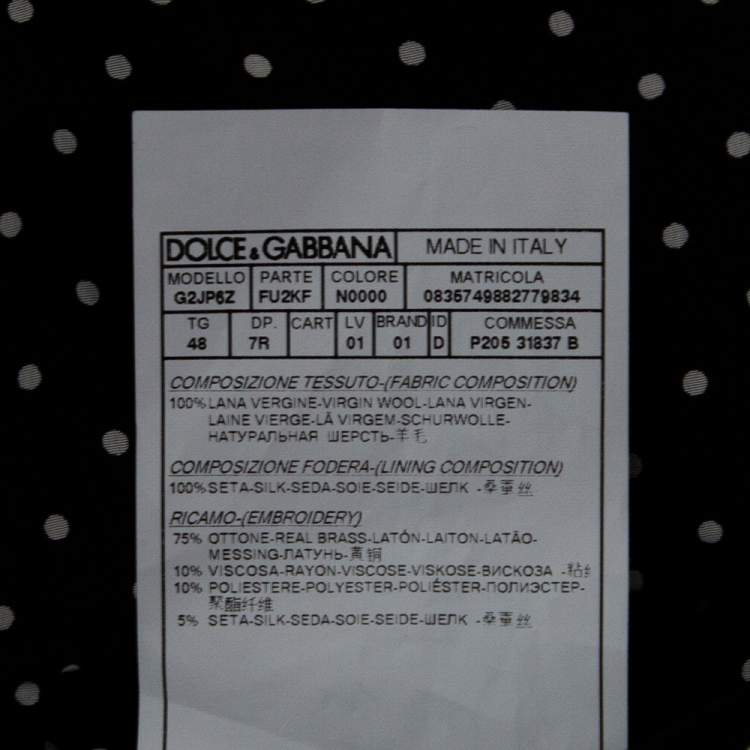 DOLCE & GABBANA MADE IN ITALY
MODELLO PARTE COLORE MATRICOLA
G2JP6Z FU2KF N0000 0835749882779834
TG DP. CART LV BRAND ID COMMESSA
48 7R 01 01 D P205 31837 B
COMPOSIZIONE TESSUTO-(FABRIC COMPOSITION)
100% LANA VERGINE-VIRGIN WOOL-LANA VIRGEN-
LAINE VIERGE-LÃ VIRGEM-SCHURWOLLE-
НАТУРАЛЬНАЯ ШЕРСТЬ-羊毛
COMPOSIZIONE FODERA-(LINING COMPOSITION)
100% SETA-SILK-SEDA-SOIE-SEIDE-ШЕЛК -桑蚕丝
RICAMO-(EMBROIDERY)
75% OTTONE-REAL BRASS-LATÓN-LAITON-LATÃO-
MESSING-ЛАТУНЬ-黄铜
10% VISCOSA-RAYON-VISCOSE-VISKOSE-ВИСКОЗА -粘纤
10% POLIESTERE-POLYESTER-POLIÉSTER-ПОЛИЭСТЕР-
聚酯纤维
5% SETA-SILK-SEDA-SOIE-SEIDE-ШЕЛК -桑蚕丝